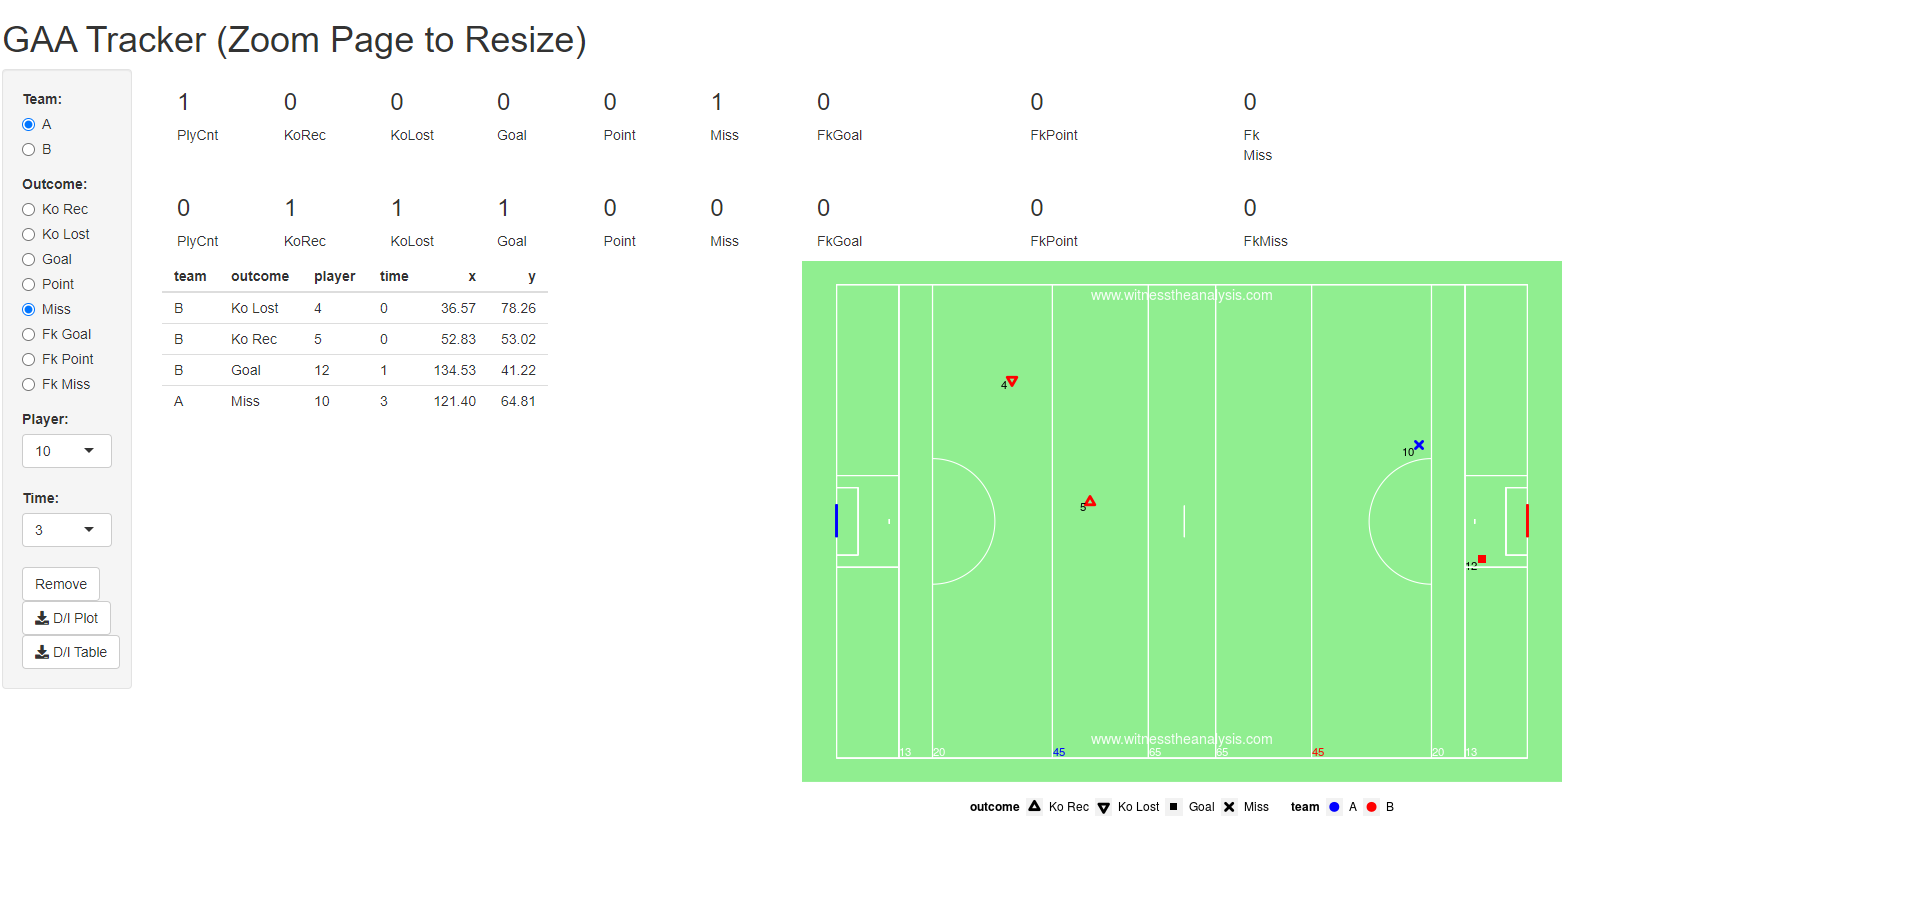 GAA Tracker (Zoom Page to Resize)
Team:
A
B
Outcome:
Ko Rec
Ko Lost
Goal
Point
Miss
Fk Goal
Fk Point
Fk Miss
Player:
10
Time:
3
Remove
D/l Plot
D/l Table
1 0 0 0 0 1 0 0 0
PlyCnt KoRec KoLost Goal Point Miss FkGoal FkPoint Fk
Miss
0 1 1 1 0 0 0 0 0
PlyCnt KoRec KoLost Goal Point Miss FkGoal FkPoint FkMiss
team outcome player time x y
B Ko Lost 4 0 36.57 78.26
B Ko Rec 5 0 52.83 53.02
B Goal 12 1 134.53 41.22
A Miss 10 3 121.40 64.81
www.witnesstheanalysis.com
4
10
5
12
www.witnesstheanalysis.com
13 20 45 65 65 45 20 13
outcome Ko Rec Ko Lost Goal Miss team A B